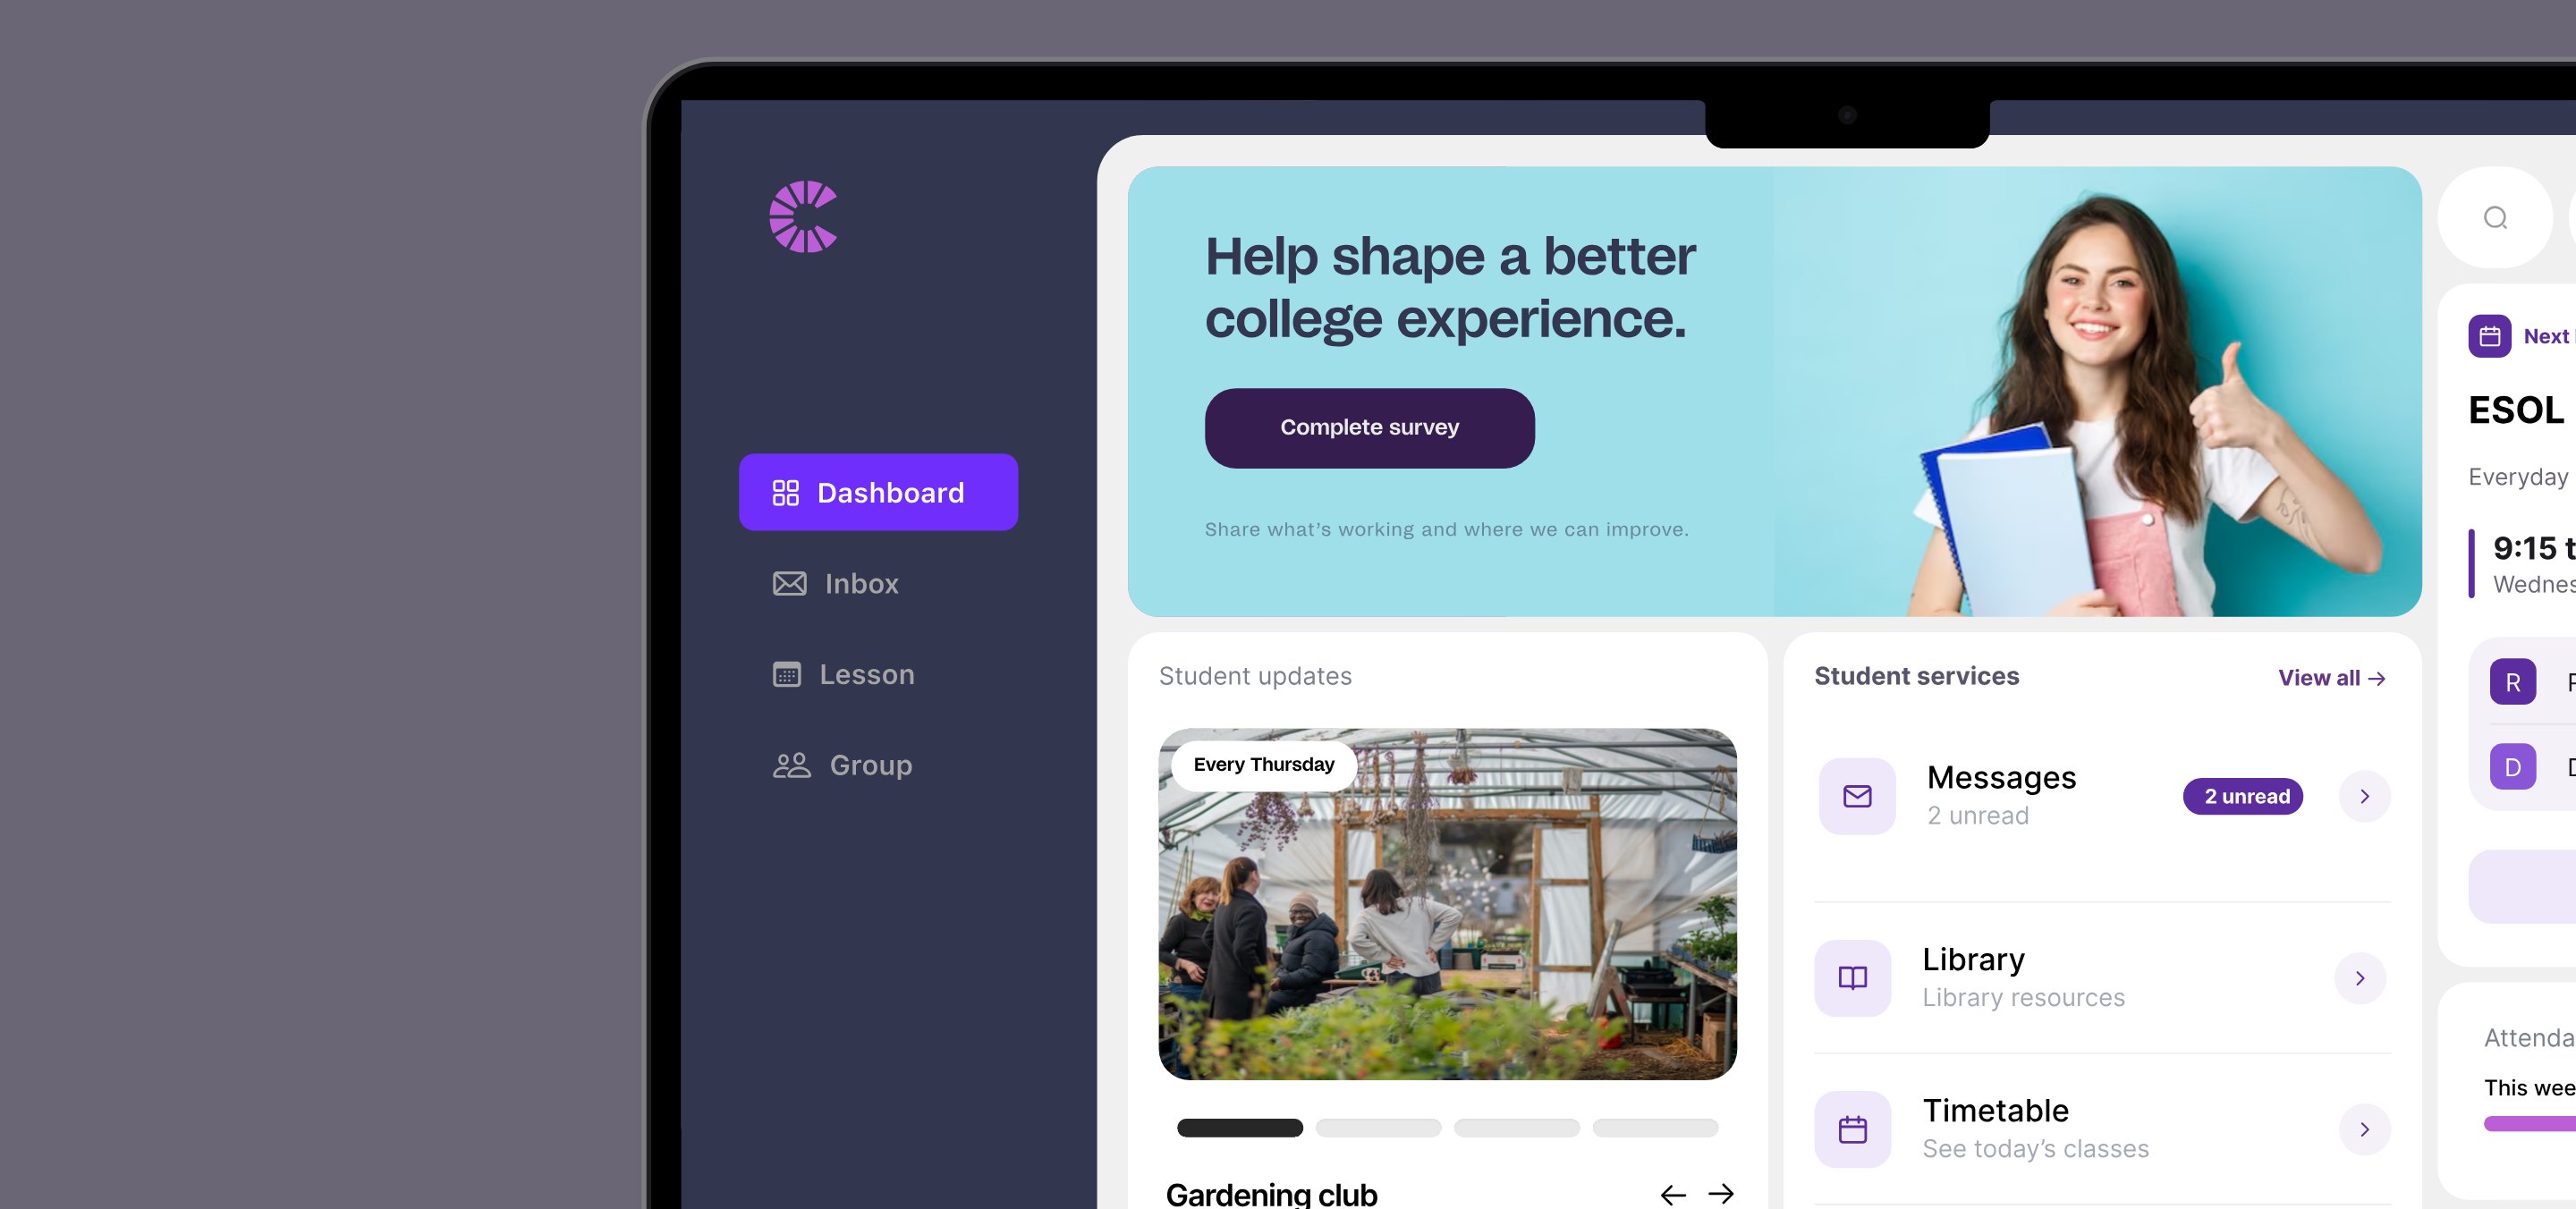 Dashboard
Inbox
Lesson
Group
Help shape a better
college experience.
Complete survey
Share what's working and where we can improve.
Student updates
Every Thursday
Gardening club
Student services
View all
Messages
2 unread
2 unread
Library
Library resources
Timetable
See today's classes
Next
ESOL
Everyday
9:15 t
Wednes
R
D
Attenda
This wee